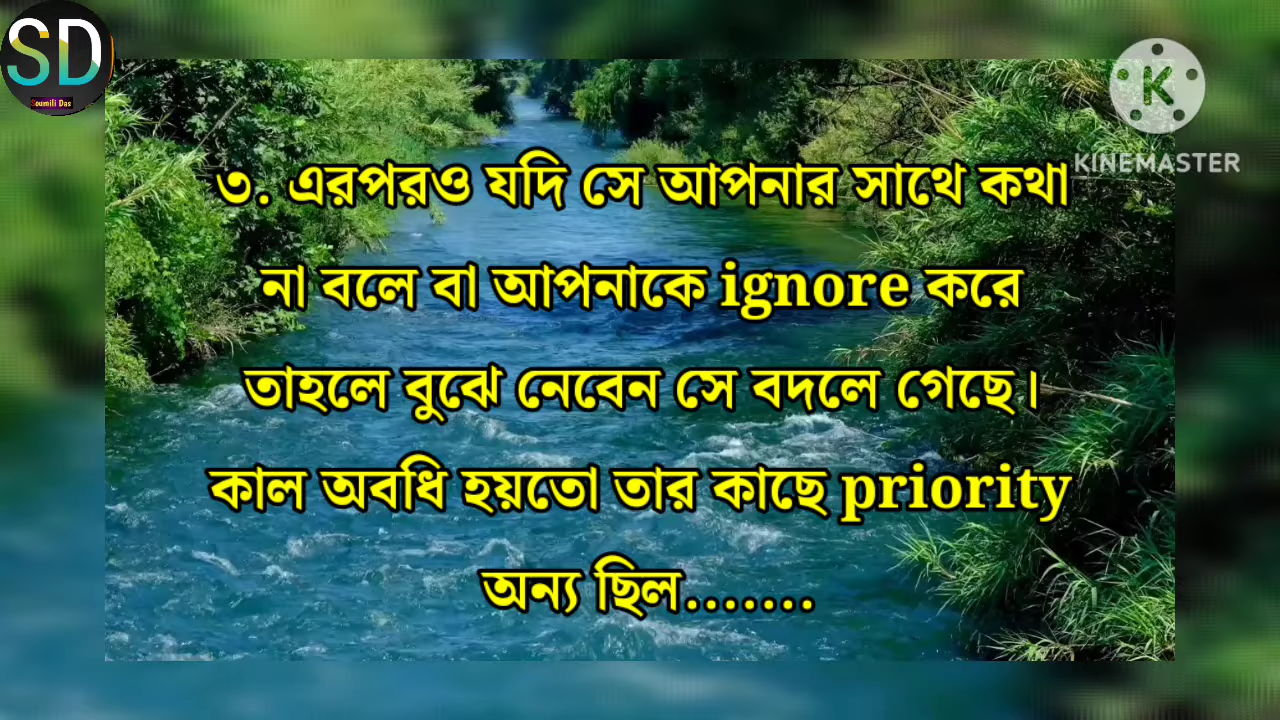 SD
Soumili Das
K
KINEMASTER
৩. এরপরও যদি সে আপনার সাথে কথা
না বলে বা আপনাকে ignore করে
তাহলে বুঝে নেবেন সে বদলে গেছে।
কাল অবধি হয়তো তার কাছে priority
অন্য ছিল.......